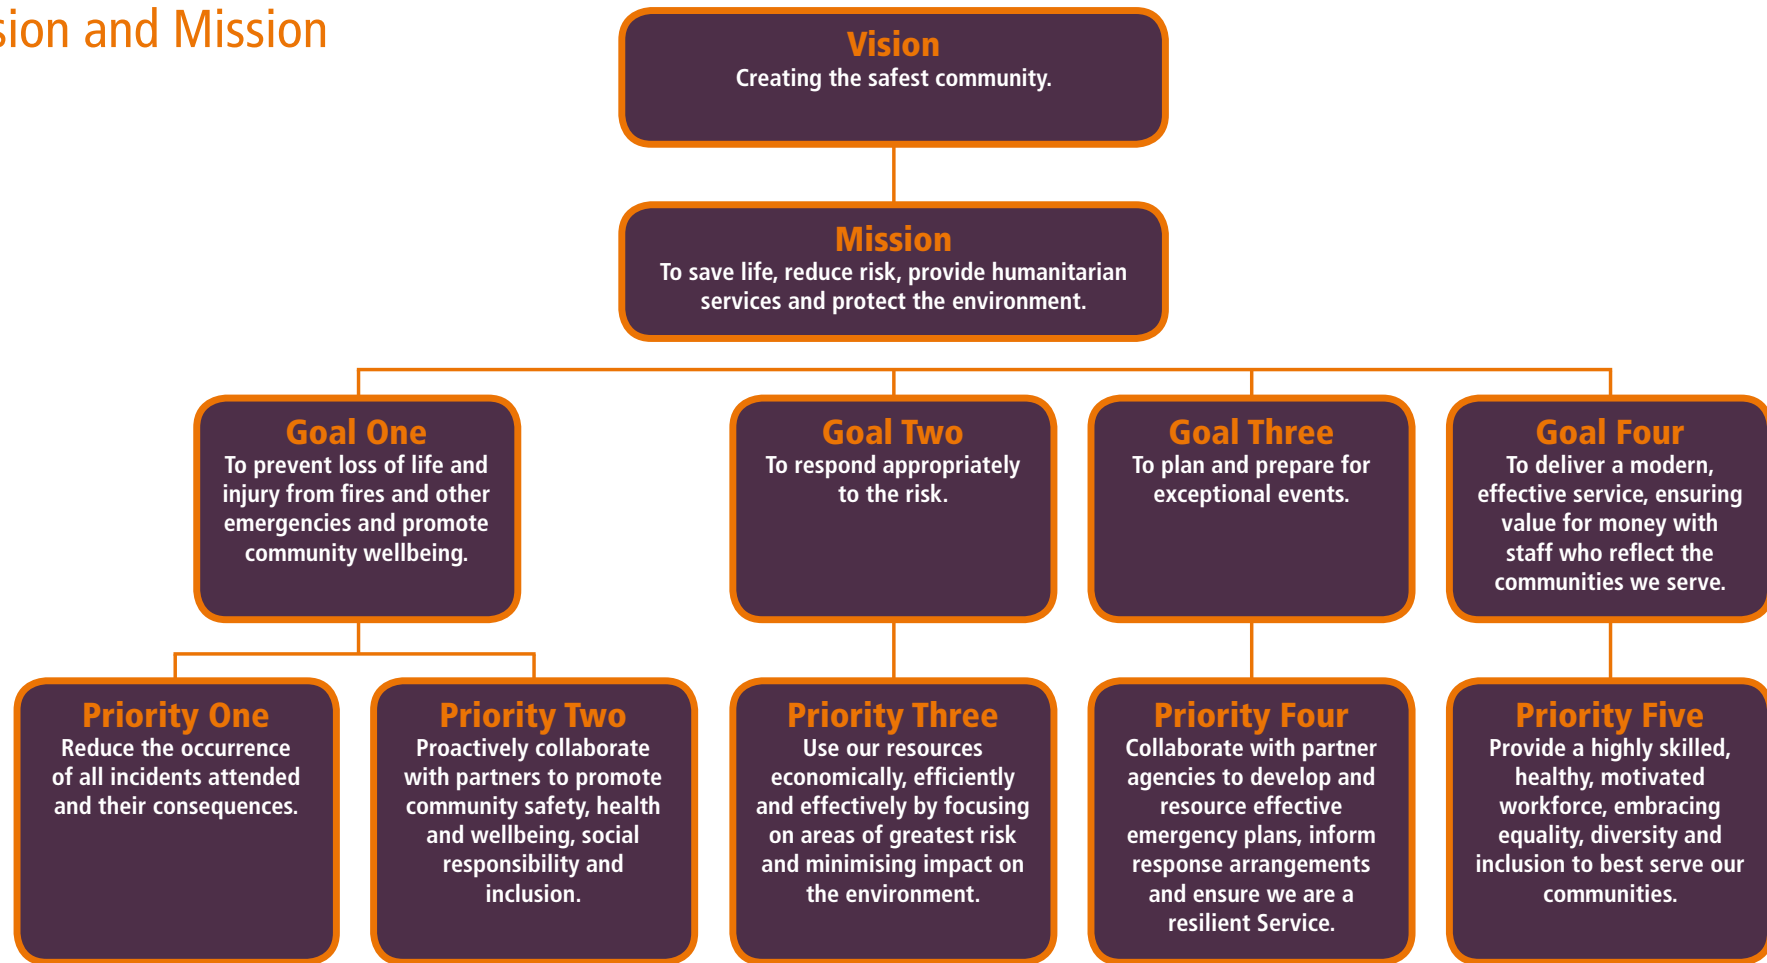 sion and Mission
Vision
Creating the safest community.
Mission
To save life, reduce risk, provide humanitarian
services and protect the environment.
Goal One
To prevent loss of life and
injury from fires and other
emergencies and promote
community wellbeing.
Goal Two
To respond appropriately
to the risk.
Goal Three
To plan and prepare for
exceptional events.
Goal Four
To deliver a modern,
effective service, ensuring
value for money with
staff who reflect the
communities we serve.
Priority One
Reduce the occurrence
of all incidents attended
and their consequences.
Priority Two
Proactively collaborate
with partners to promote
community safety, health
and wellbeing, social
responsibility and
inclusion.
Priority Three
Use our resources
economically, efficiently
and effectively by focusing
on areas of greatest risk
and minimising impact on
the environment.
Priority Four
Collaborate with partner
agencies to develop and
resource effective
emergency plans, inform
response arrangements
and ensure we are a
resilient Service.
Priority Five
Provide a highly skilled,
healthy, motivated
workforce, embracing
equality, diversity and
inclusion to best serve our
communities.